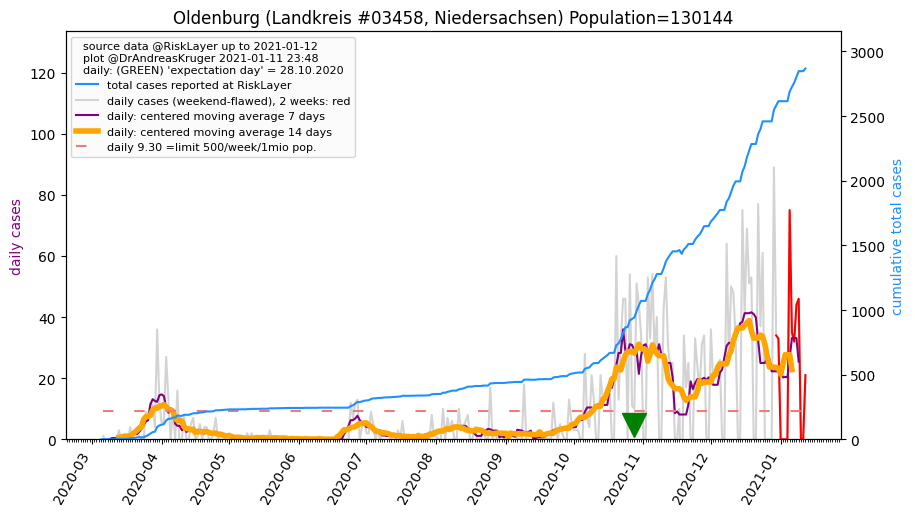 Oldenburg (Landkreis #03458, Niedersachsen) Population=130144
source data @RiskLayer up to 2021-01-12
plot @DrAndreasKruger 2021-01-11 23:48
daily: (GREEN) 'expectation day' = 28.10.2020
total cases reported at RiskLayer
daily cases (weekend-flawed), 2 weeks: red
daily: centered moving average 7 days
daily: centered moving average 14 days
daily 9.30 =limit 500/week/1mio pop.
daily cases
120
100
80
60
40
20
0
cumulative total cases
3000
2500
2000
1500
1000
500
0
2020-03
2020-04
2020-05
2020-06
2020-07
2020-08
2020-09
2020-10
2020-11
2020-12
2021-01